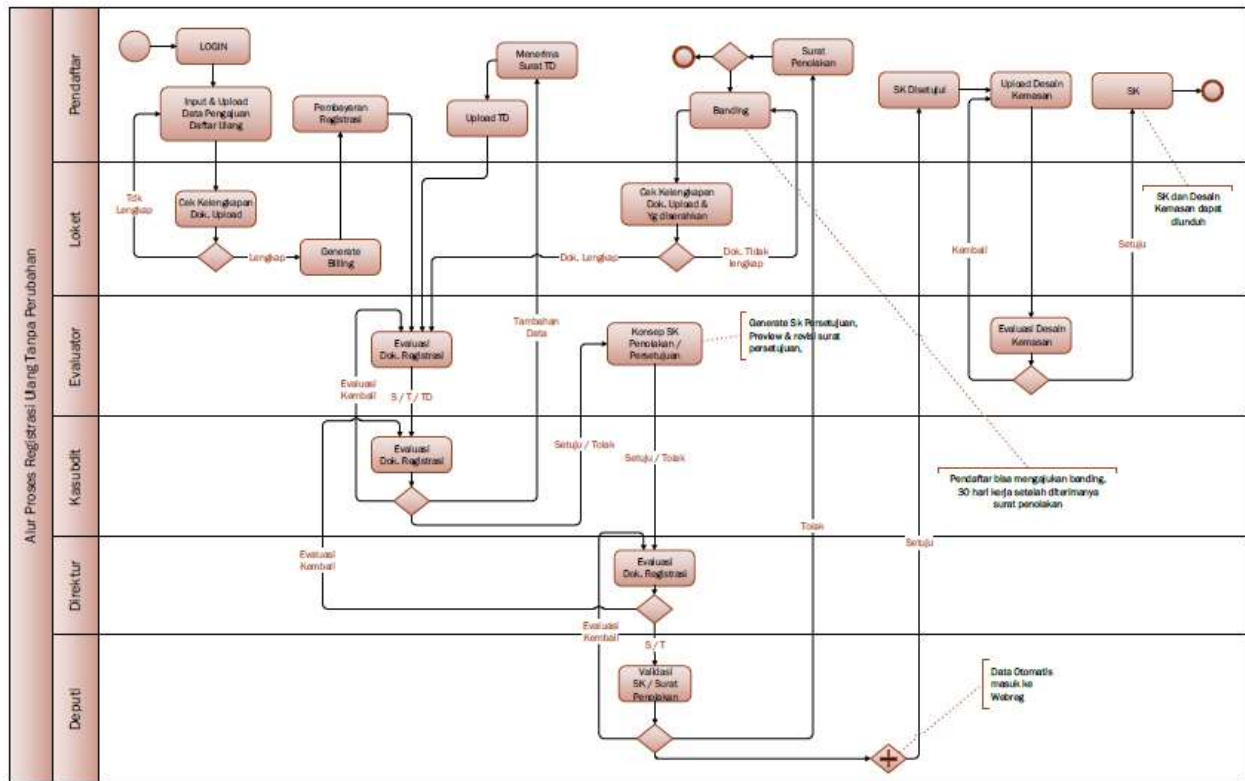 Alur Proses Registrasi Ulang Tanpa Perubahan
Pendaftar
LOGIN
Input & Upload
Data Pengajuan
Daftar Ulang
Pembayaran
Registrasi
Menerima
Surat TD
Upload TD
Surat
Penolakan
Banding
SK Disetujui
Upload Desain
Kemasan
SK
Loket
Tdk
Lengkap
Cek Kelengkapan
Dok. Upload
Lengkap
Generate
Billing
Cek Kelengkapan
Dok. Upload &
Yg diserahkan
Dok. Lengkap
Dok. Tidak
lengkap
Kembali
Setuju
SK dan Desain
Kemasan dapat
diunduh
Evaluator
Evaluasi
Dok. Registrasi
Evaluasi
Kembali
S / T / TD
Tambahan
Data
Konsep SK
Penolakan /
Persetujuan
Generate Sk Persetujuan,
Preview & revisi surat
persetujuan,
Evaluasi Desain
Kemasan
Kasubdit
Evaluasi
Dok. Registrasi
Setuju / Tolak
Setuju / Tolak
Pendaftar bisa mengajukan banding,
30 hari kerja setelah diterimanya
surat penolakan
Tolak
Setuju
Direktur
Evaluasi
Kembali
Evaluasi
Dok. Registrasi
Evaluasi
Kembali
S / T
Deputi
Validasi
SK / Surat
Penolakan
Data Otomatis
masuk ke
Webreg